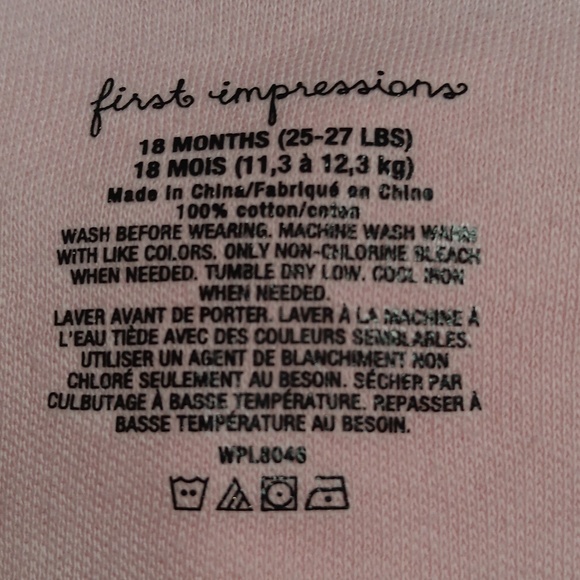 first impressions
18 MONTHS (25-27 LBS)
18 MOIS (11,3 à 12,3 kg)
Made in China/Fabriqué en Chine
100% cotton/coton
WASH BEFORE WEARING. MACHINE WASH WARM
WITH LIKE COLORS. ONLY NON-CHLORINE BLEACH
WHEN NEEDED. TUMBLE DRY LOW. COOL IRON
WHEN NEEDED.
LAVER AVANT DE PORTER. LAVER À LA MACHINE À
L'EAU TIÈDE AVEC DES COULEURS SEMBLABLES.
UTILISER UN AGENT DE BLANCHIMENT NON
CHLORÉ SEULEMENT AU BESOIN. SÉCHER PAR
CULBUTAGE À BASSE TEMPÉRATURE. REPASSER À
BASSE TEMPÉRATURE AU BESOIN.
WPL8046